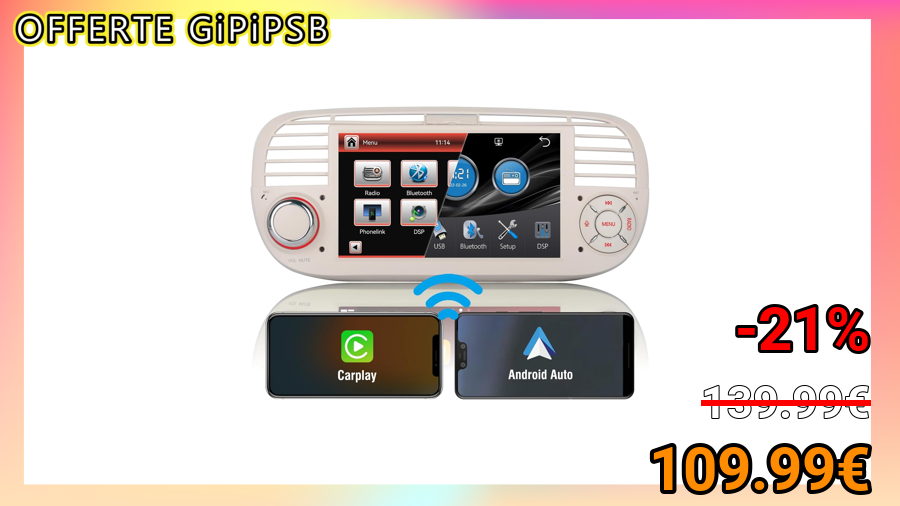 OFFERTE GiPiPSB
Menu 11:14
Radio Bluetooth
Phonelink DSP
USB Bluetooth Setup DSP
MENU
RADIO
Carplay
Android Auto
-21%
139.99€
109.99€